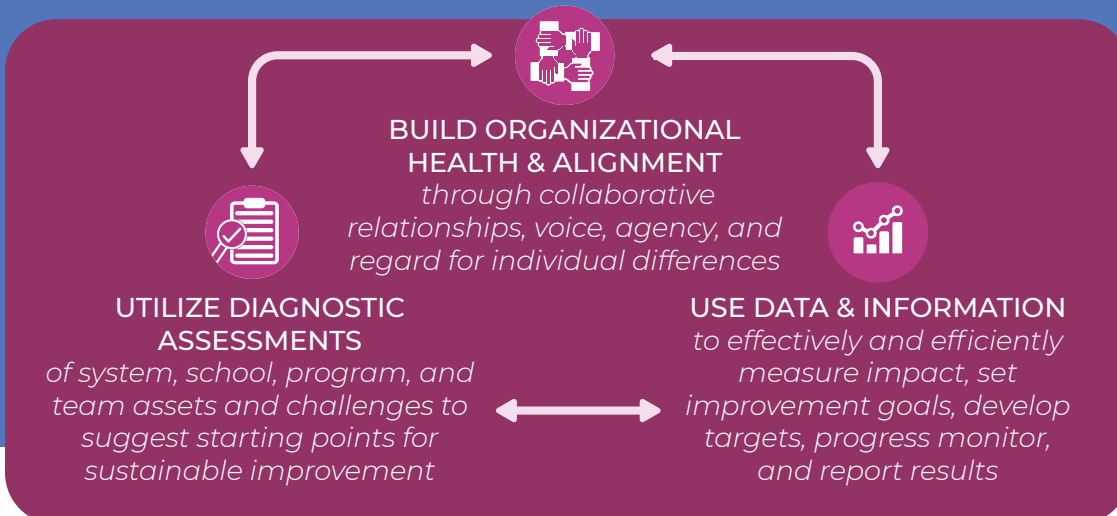 BUILD ORGANIZATIONAL
HEALTH & ALIGNMENT
through collaborative
relationships, voice, agency, and
regard for individual differences
UTILIZE DIAGNOSTIC
ASSESSMENTS
of system, school, program, and
team assets and challenges to
suggest starting points for
sustainable improvement
USE DATA & INFORMATION
to effectively and efficiently
measure impact, set
improvement goals, develop
targets, progress monitor,
and report results